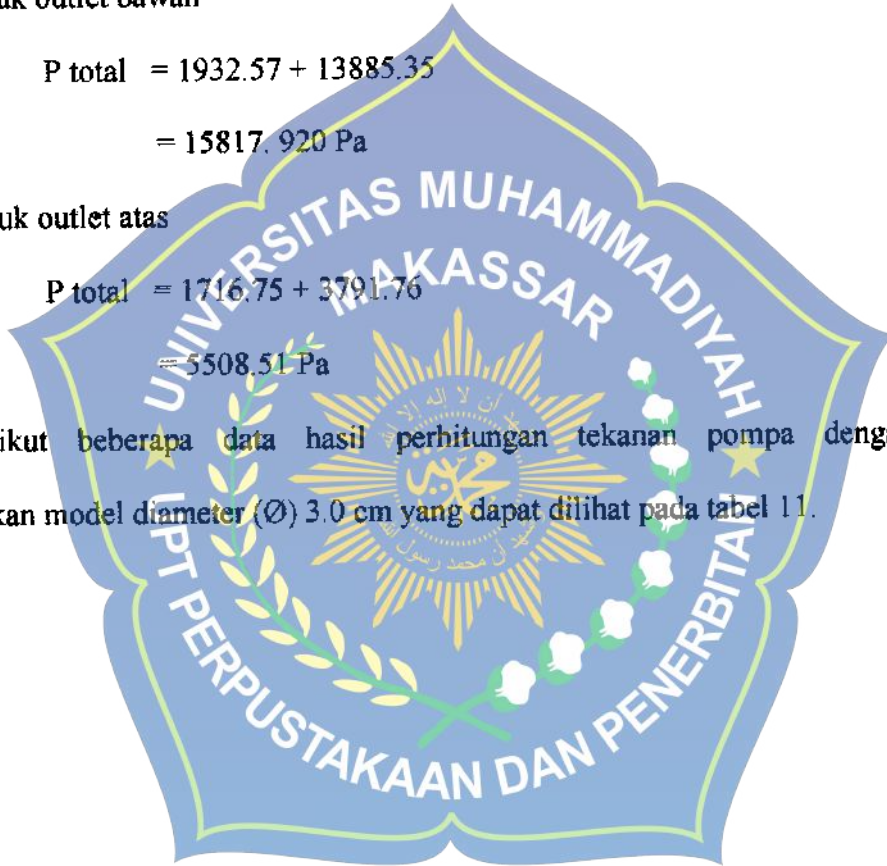 uk outlet bawah
P total = 1932.57 + 13885.35
= 15817. 920 Pa
uk outlet atas
P total = 1716.75 + 3791.76
= 5508.51 Pa
ikut beberapa data hasil perhitungan tekanan pompa deng
kan model diameter (Ø) 3.0 cm yang dapat dilihat pada tabel 11.
UNIVERSITAS MUHAMMADIYAH
MAKASSAR
UPT PERPUSTAKAAN DAN PENERBITAN